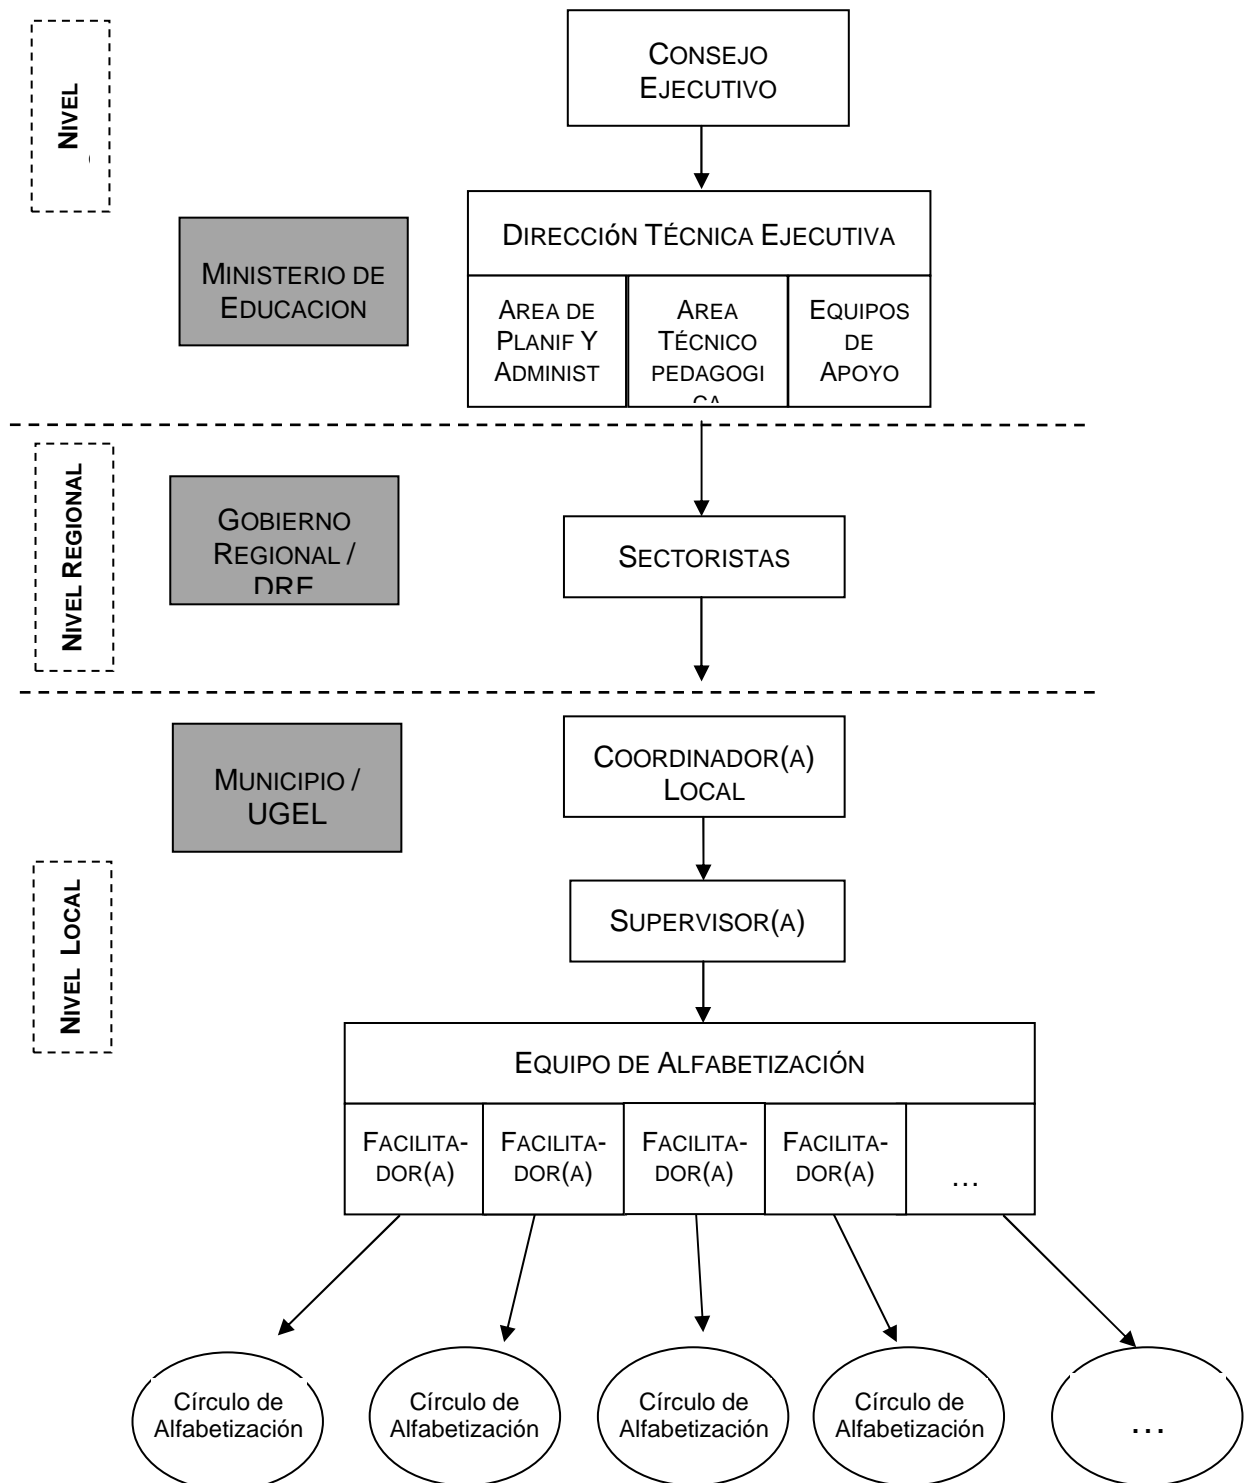 NIVEL
CONSEJO
EJECUTIVO
DIRECCIóN TÉCNICA EJECUTIVA
MINISTERIO DE
EDUCACION
AREA DE
PLANIF Y
ADMINIST
AREA
TÉCNICO
PEDAGOGI
CA
EQUIPOS
DE
APOYO
NIVEL REGIONAL
GOBIERNO
REGIONAL /
DRE
SECTORISTAS
MUNICIPIO /
UGEL
COORDINADOR(A)
LOCAL
NIVEL LOCAL
SUPERVISOR(A)
EQUIPO DE ALFABETIZACIÓN
FACILITA-
DOR(A)
FACILITA-
DOR(A)
FACILITA-
DOR(A)
FACILITA-
DOR(A)
...
Círculo de
Alfabetización
Círculo de
Alfabetización
Círculo de
Alfabetización
Círculo de
Alfabetización
...